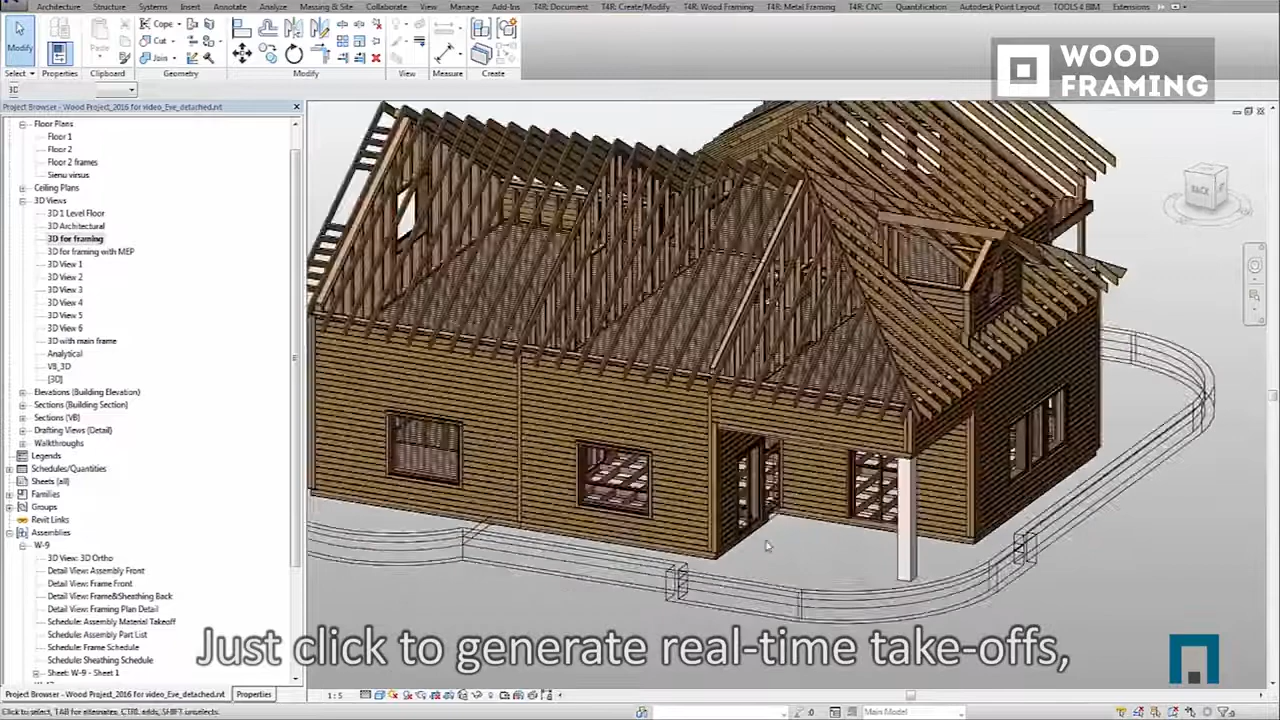 Architecture Structure Systems Insert Annotate Analyze Massing & Site Collaborate View Manage Add-Ins T4R: Document T4R: Create/Modify T4R: Wood Framing T4R: Metal Framing T4R: CNC Quantification Autodesk Point Layout TOOLS4BIM Extensions
Modify Properties Paste Cope Cut Join
Select Properties Clipboard Geometry Modify View Measure Create
WOOD
FRAMING
3D
Project Browser - Wood Project_2016 for video_Eve_detached.rvt
Floor Plans
Floor 1
Floor 2
Floor 2 frames
Sienu virsus
Ceiling Plans
3D Views
3D 1 Level Floor
3D Architectural
3D for framing
3D for framing with MEP
3D View 1
3D View 2
3D View 3
3D View 4
3D View 5
3D View 6
3D with main frame
Analytical
VB_3D
{3D}
Elevations (Building Elevation)
Sections (Building Section)
Sections (VB)
Drafting Views (Detail)
Walkthroughs
Legends
Schedules/Quantities
Sheets (all)
Families
Groups
Revit Links
Assemblies
W-9
3D View: 3D Ortho
Detail View: Assembly Front
Detail View: Frame Front
Detail View: Frame&Sheathing Back
Detail View: Framing Plan Detail
Schedule: Assembly Material Takeoff
Schedule: Assembly Part List
Schedule: Frame Schedule
Schedule: Sheathing Schedule
Sheet: W-9 - Sheet 1
BACK
Just click to generate real-time take-offs,
Project Browser - Wood Project_2016 for video_Eve_detached.rvt Properties
1 : 5
Click to select, TAB for alternates, CTRL adds, SHIFT unselects.
:0 Main Model